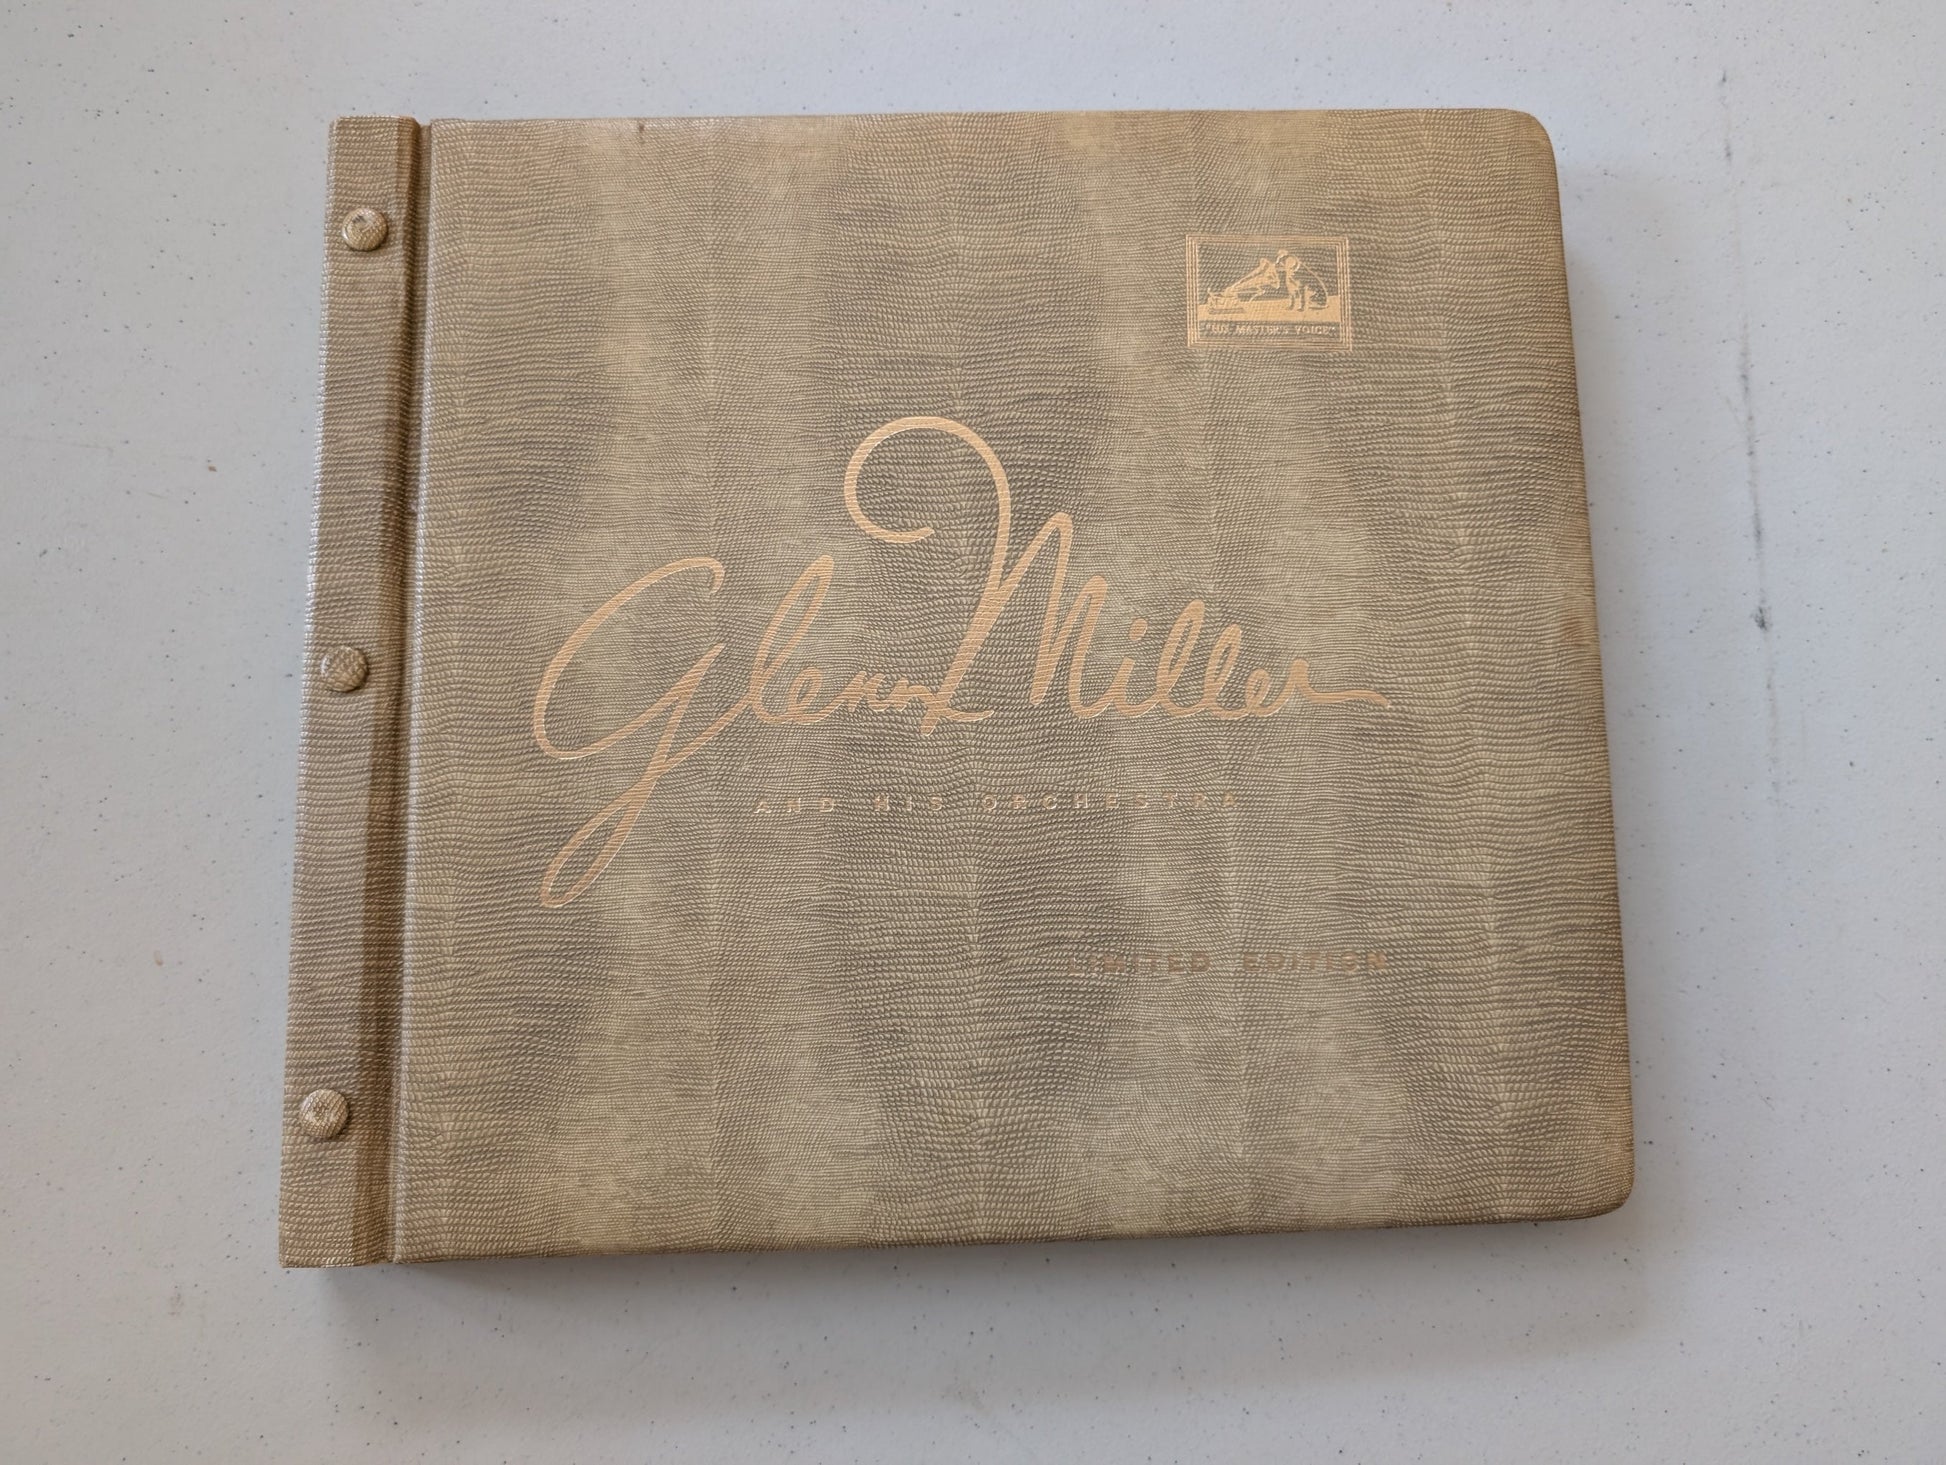 "HIS MASTER'S VOICE"
Glenn Miller
AND HIS ORCHESTRA
LIMITED EDITION